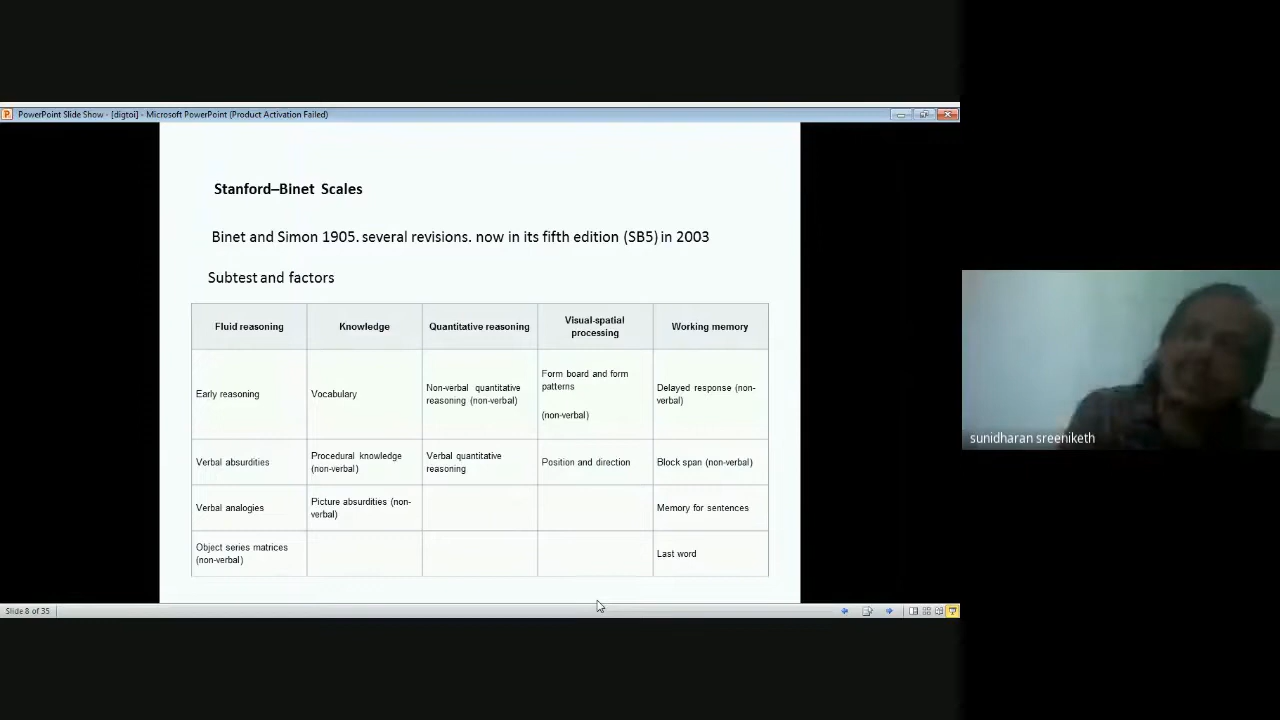 PowerPoint Slide Show - [digtoi] - Microsoft PowerPoint (Product Activation Failed)
Stanford–Binet Scales
Binet and Simon 1905. several revisions. now in its fifth edition (SB5) in 2003
Subtest and factors
Fluid reasoning
Knowledge
Quantitative reasoning
Visual-spatial
processing
Working memory
Early reasoning
Vocabulary
Non-verbal quantitative
reasoning (non-verbal)
Form board and form
patterns
(non-verbal)
Delayed response (non-
verbal)
Verbal absurdities
Procedural knowledge
(non-verbal)
Verbal quantitative
reasoning
Position and direction
Block span (non-verbal)
Verbal analogies
Picture absurdities (non-
verbal)
Memory for sentences
Object series matrices
(non-verbal)
Last word
sunidharan sreeniketh
Slide 8 of 35